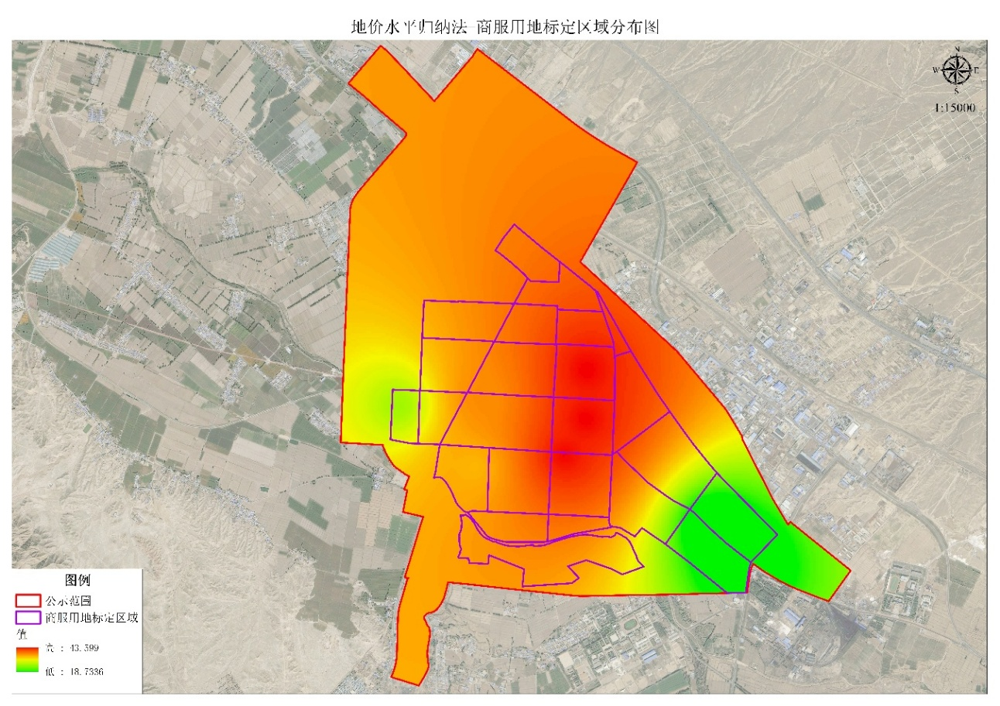 地价水平归纳法-商服用地标定区域分布图
N
W E
S
1:15000
图例
公示范围
商服用地标定区域
值
高 : 43.599
低 : 18.7336